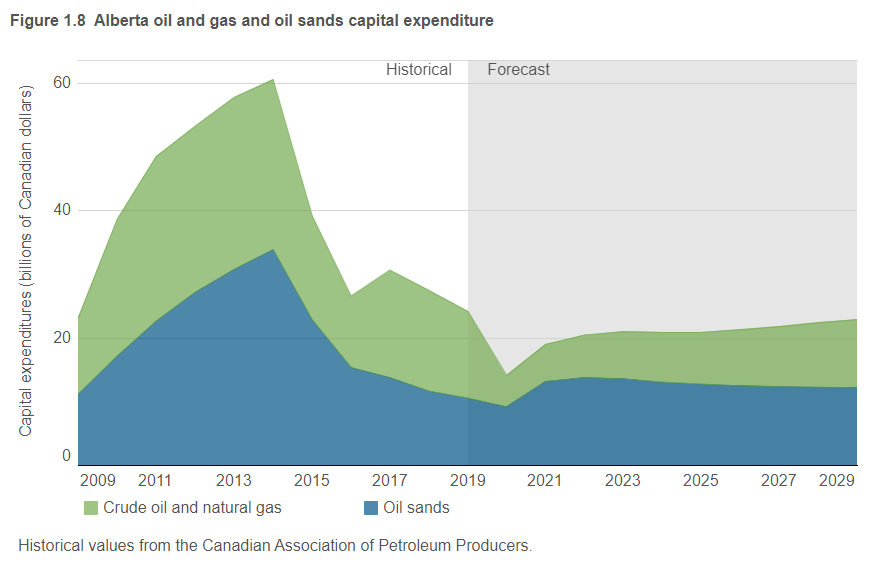 Figure 1.8 Alberta oil and gas and oil sands capital expenditure
Historical
Forecast
Capital expenditures (billions of Canadian dollars)
60
40
20
0
2009 2011 2013 2015 2017 2019 2021 2023 2025 2027 2029
Crude oil and natural gas
Oil sands
Historical values from the Canadian Association of Petroleum Producers.